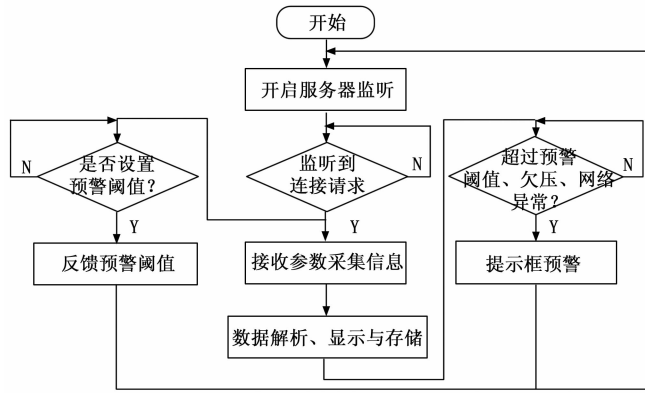 开始
开启服务器监听
N
是否设置
预警阈值?
Y
反馈预警阈值
监听到
连接请求
N
Y
接收参数采集信息
数据解析、显示与存储
超过预警
阈值、欠压、网络
异常?
N
Y
提示框预警